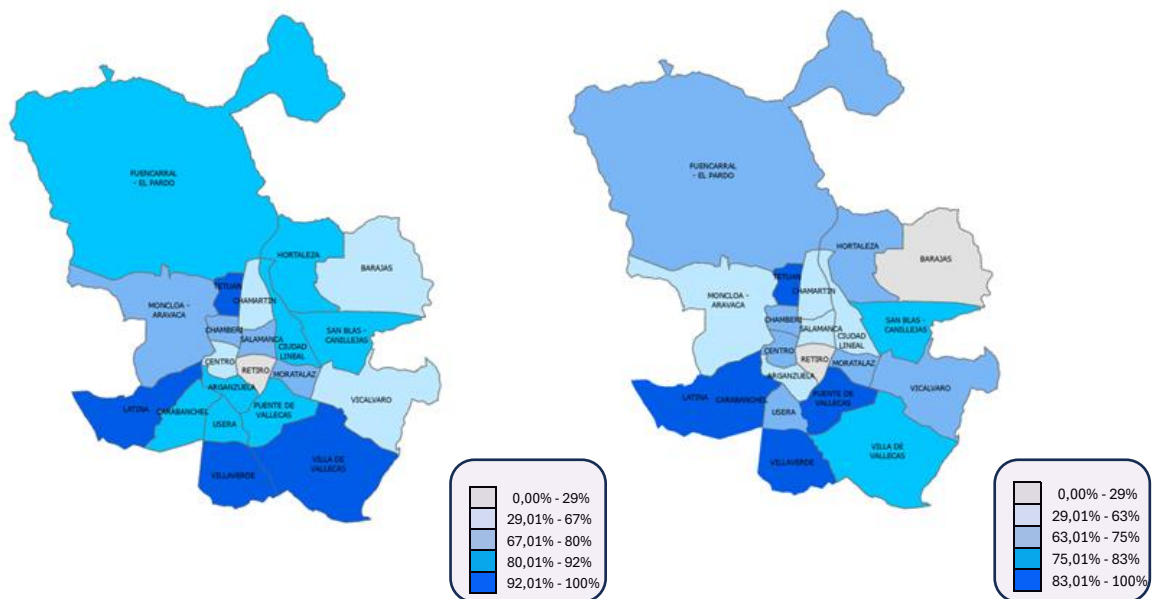 FUENCARRAL
- EL PARDO
HORTALEZA
BARAJAS
TETUAN
CHAMARTIN
MONCLOA -
ARAVACA
CHAMBERI
SALAMANCA
CIUDAD
LINEAL
SAN BLAS -
CANILLEJAS
CENTRO
RETIRO
MORATALAZ
ARGANZUELA
VICALVARO
LATINA
CARABANCHEL
PUENTE DE
VALLECAS
USERA
VILLAVERDE
VILLA DE
VALLECAS
0,00% - 29%
29,01% - 67%
67,01% - 80%
80,01% - 92%
92,01% - 100%
FUENCARRAL
- EL PARDO
HORTALEZA
BARAJAS
TETUAN
CHAMARTIN
MONCLOA -
ARAVACA
CHAMBERI
SALAMANCA
CIUDAD
LINEAL
SAN BLAS -
CANILLEJAS
CENTRO
RETIRO
MORATALAZ
ARGANZUELA
VICALVARO
LATINA
CARABANCHEL
PUENTE DE
VALLECAS
USERA
VILLAVERDE
VILLA DE
VALLECAS
0,00% - 29%
29,01% - 63%
63,01% - 75%
75,01% - 83%
83,01% - 100%